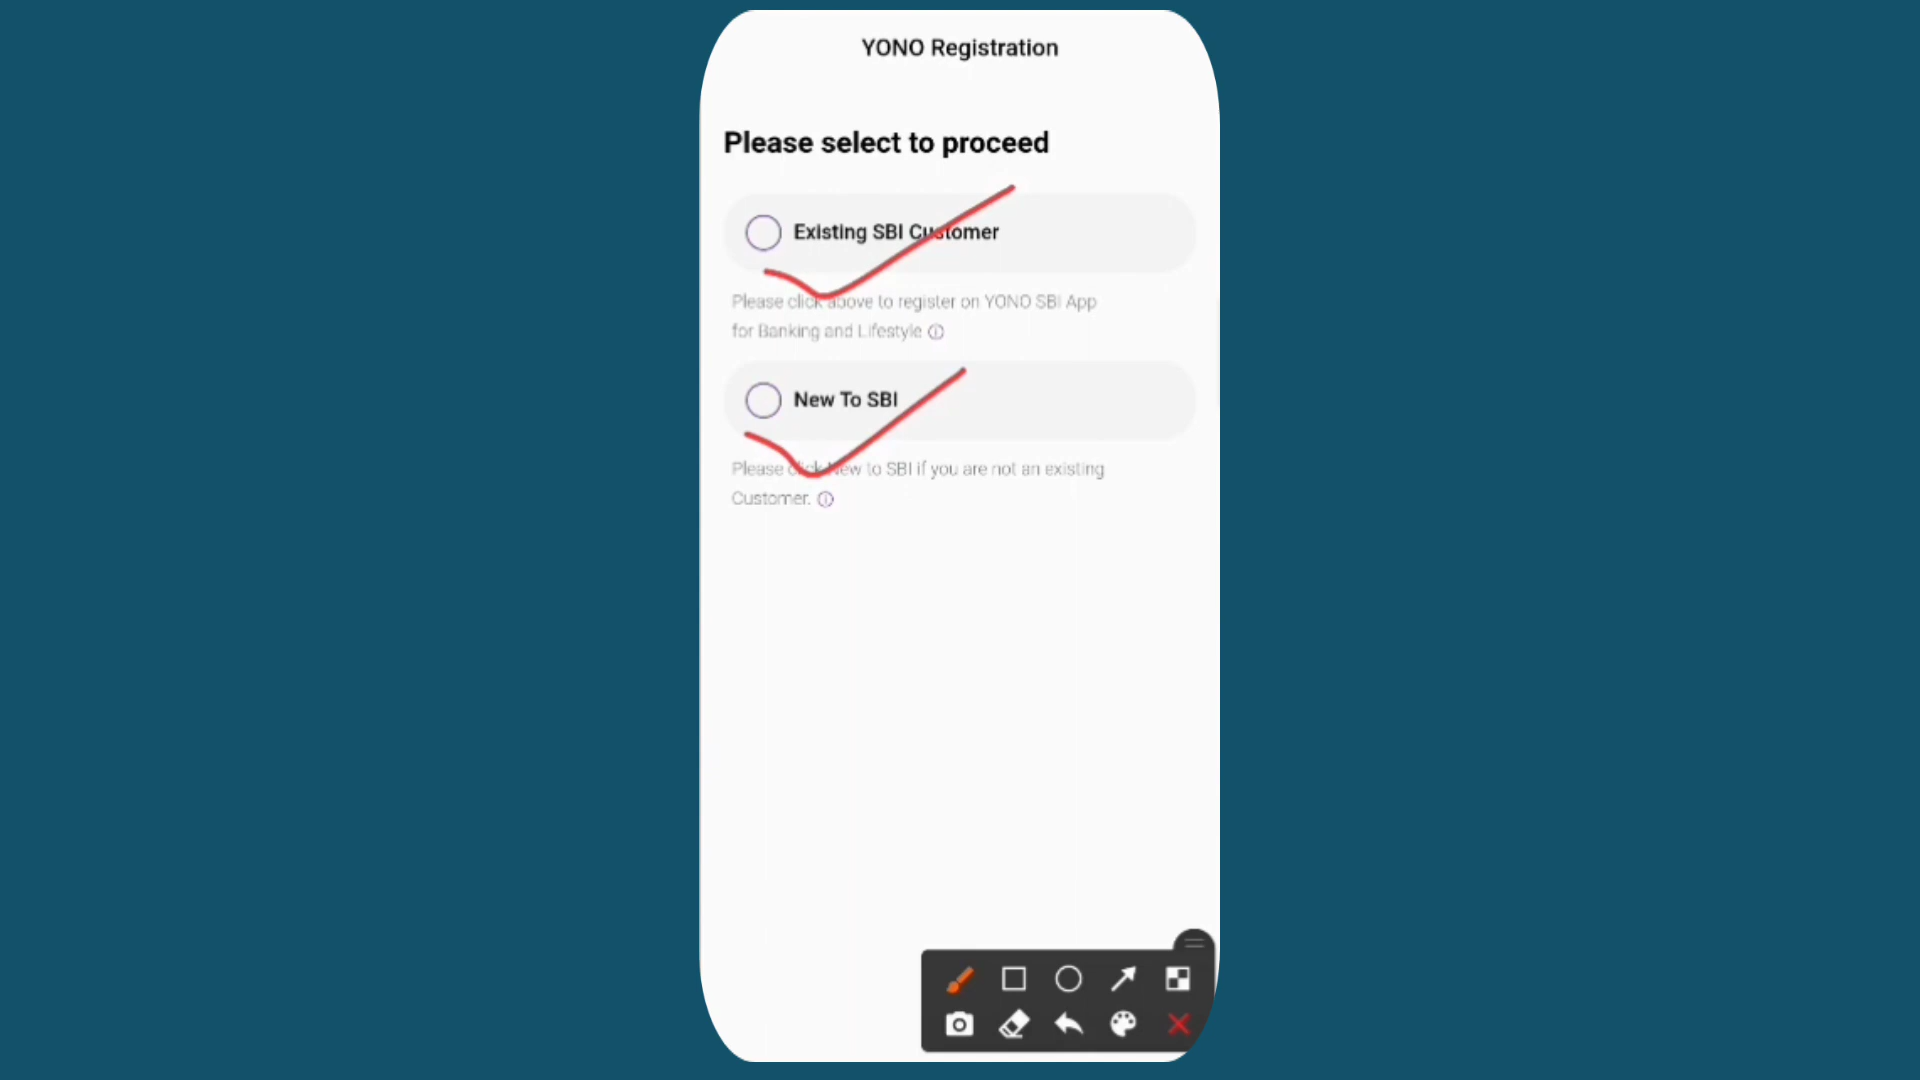 YONO Registration
Please select to proceed
Existing SBI Customer
Please click above to register on YONO SBI App
for Banking and Lifestyle
New To SBI
Please click New to SBI if you are not an existing
Customer.